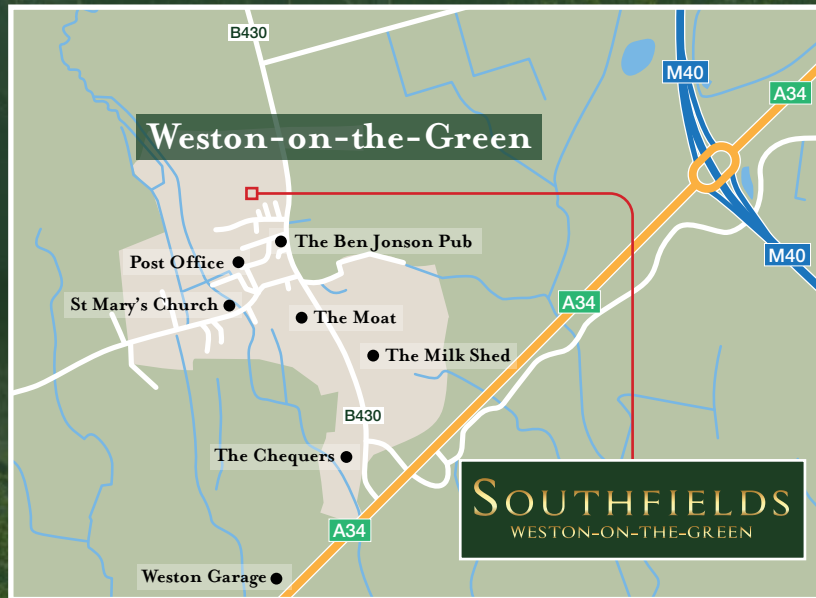 B430
M40
A34
Weston-on-the-Green
The Ben Jonson Pub
Post Office
M40
St Mary's Church
A34
The Moat
The Milk Shed
B430
The Chequers
SOUTHFIELDS
WESTON-ON-THE-GREEN
A34
Weston Garage